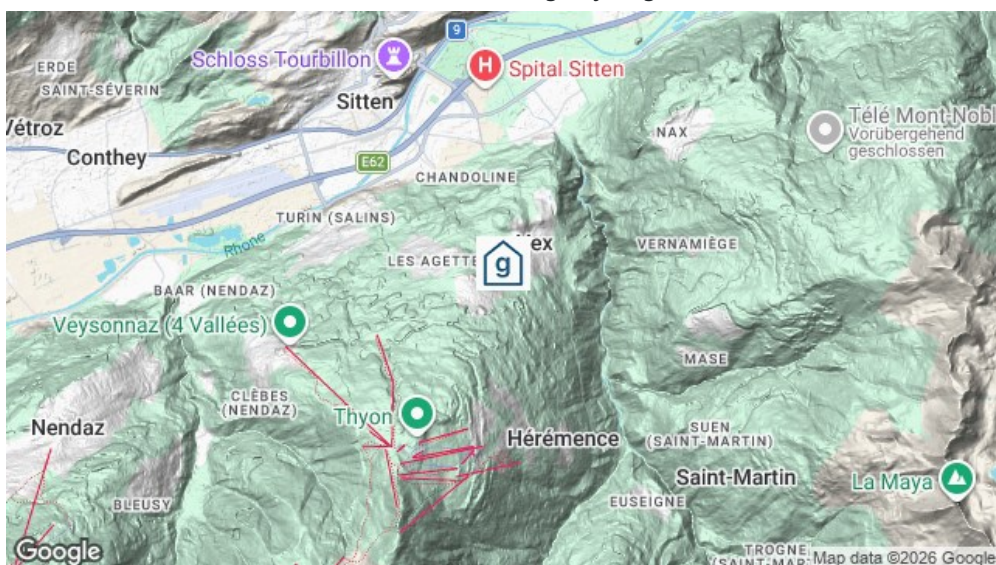 9
Schloss Tourbillon
H
Spital Sitten
ERDE
SAINT-SÉVERIN
Sitten
Télé Mont-Nobl
Vorübergehend
geschlossen
NAX
Vétroz
Conthey
E62
CHANDOLINE
TURIN (SALINS)
Rhone
ex
VERNAMIÈGE
LES AGETTE
g
BAAR (NENDAZ)
Veysonnaz (4 Vallées)
MASE
CLÈBES
(NENDAZ)
Thyon
Nendaz
Hérémence
SUEN
(SAINT-MARTIN)
Saint-Martin
La Maya
BLEUSY
EUSEIGNE
TROGNE
Google
Map data ©2026 Google